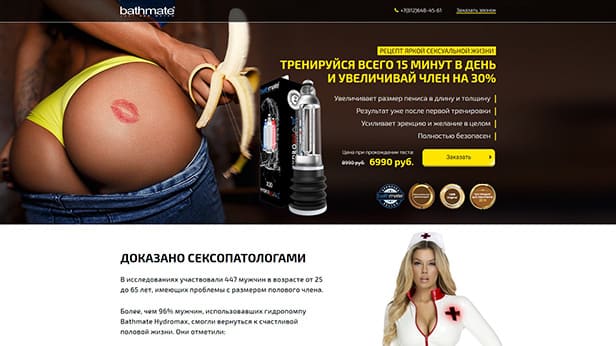 bathmate
+7(912)648-45-61
Заказать звонок
РЕЦЕПТ ЯРКОЙ СЕКСУАЛЬНОЙ ЖИЗНИ
ТРЕНИРУЙСЯ ВСЕГО 15 МИНУТ В ДЕНЬ
И УВЕЛИЧИВАЙ ЧЛЕН НА 30%
Увеличивает размер пениса в длину и толщину
Результат уже после первой тренировки
Усиливает эрекцию и желание в целом
Полностью безопасен
Цена при прохождении теста:
8990 руб. 6990 руб.
Заказать
ДОКАЗАНО СЕКСОПАТОЛОГАМИ
В исследованиях участвовали 447 мужчин в возрасте от 25
до 65 лет, имеющих проблемы с размером полового члена.
Более, чем 96% мужчин, использовавших гидропомпу
Bathmate Hydromax, смогли вернуться к счастливой
половой жизни. Они отметили: